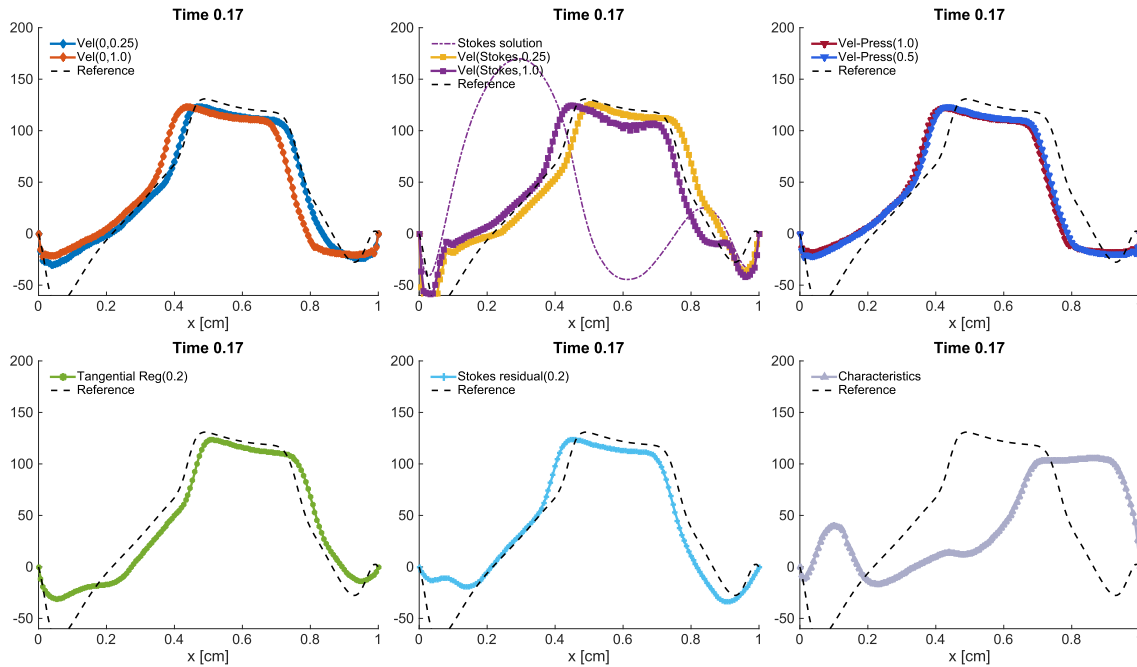 Time 0.17
200
150
100
50
0
-50
Vel(0,0.25)
Vel(0,1.0)
Reference
0 0.2 0.4 0.6 0.8 1
x [cm]
Time 0.17
200
150
100
50
0
-50
Stokes solution
Vel(Stokes,0.25)
Vel(Stokes,1.0)
Reference
0 0.2 0.4 0.6 0.8 1
x [cm]
Time 0.17
200
150
100
50
0
-50
Vel-Press(1.0)
Vel-Press(0.5)
Reference
0 0.2 0.4 0.6 0.8
x [cm]
Time 0.17
200
150
100
50
0
-50
Tangential Reg(0.2)
Reference
0 0.2 0.4 0.6 0.8 1
x [cm]
Time 0.17
200
150
100
50
0
-50
Stokes residual(0.2)
Reference
0 0.2 0.4 0.6 0.8 1
x [cm]
Time 0.17
200
150
100
50
0
-50
Characteristics
Reference
0 0.2 0.4 0.6 0.8
x [cm]